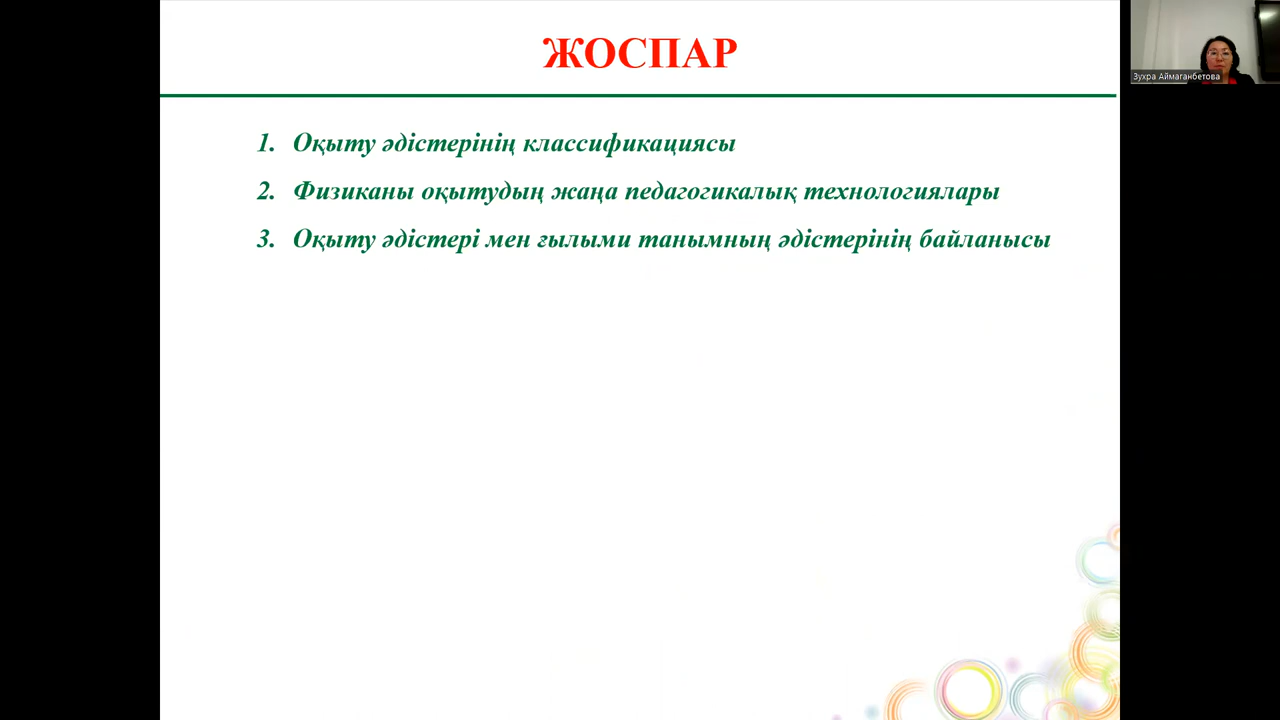 ЖОСПАР
Зухра Аймаганбетова
1. Оқыту әдістерінің классификациясы
2. Физиканы оқытудың жаңа педагогикалық технологиялары
3. Оқыту әдістері мен ғылыми танымның әдістерінің байланысы